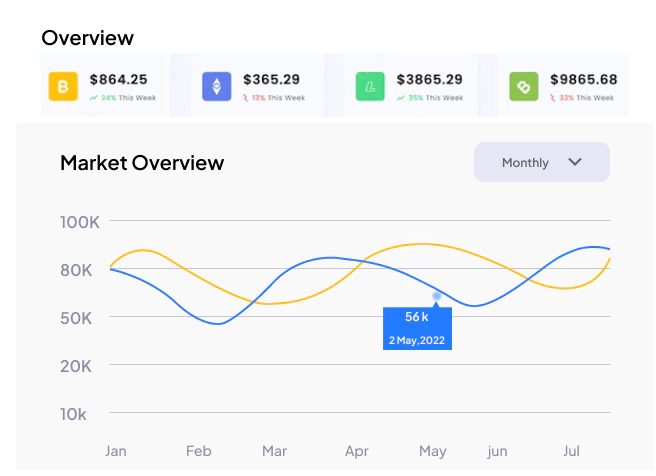 Overview
$864.25 $365.29 $3865.29 $9865.68
24% This Week 13% This Week 35% This Week 33% This Week
Market Overview Monthly
100K
80K
50K
56 k
2 May,2022
20K
10k
Jan Feb Mar Apr May jun Jul